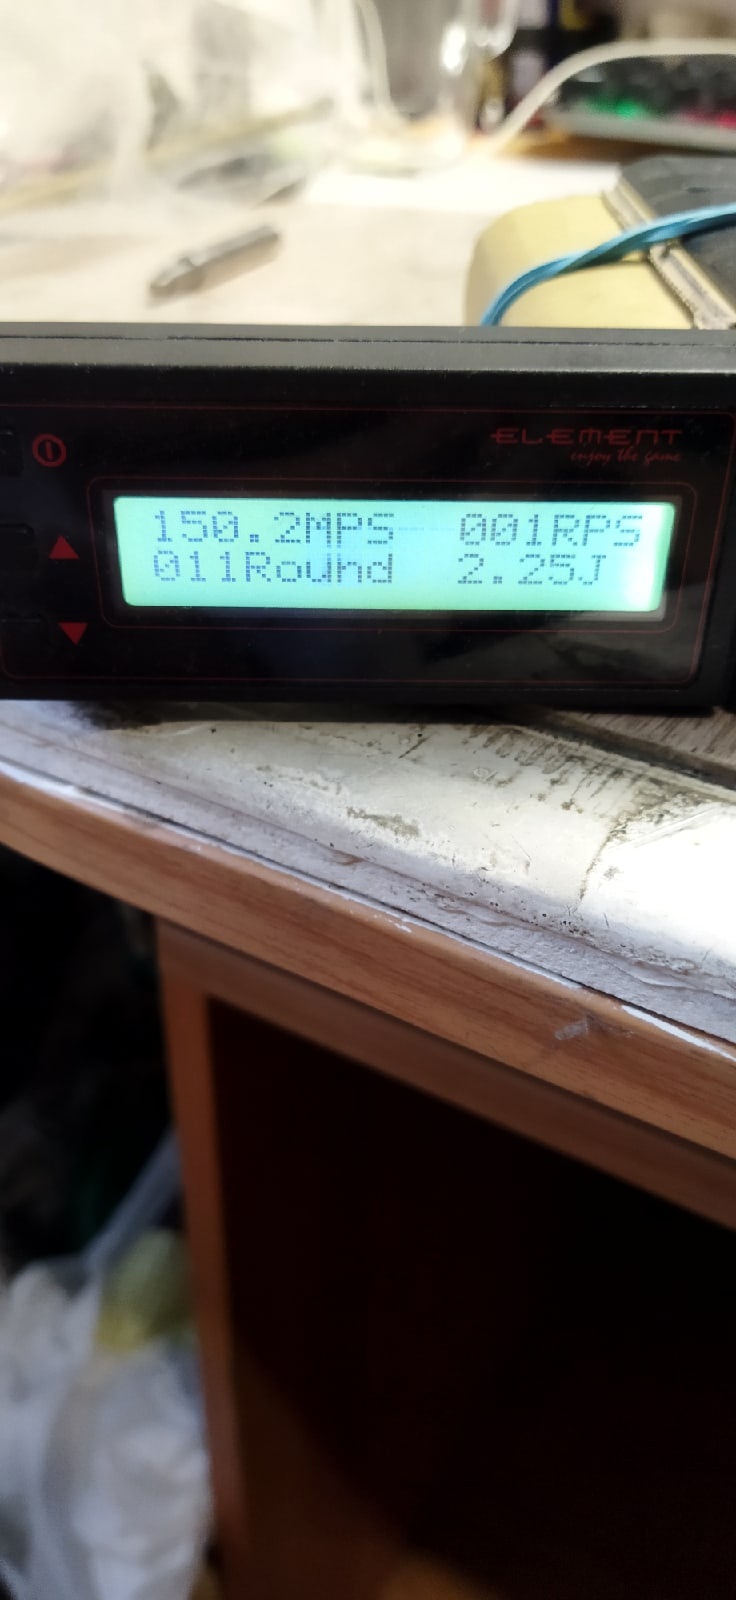 ELEMENT
enjoy the game
150.2MPS 001RPS
011Round 2.25J